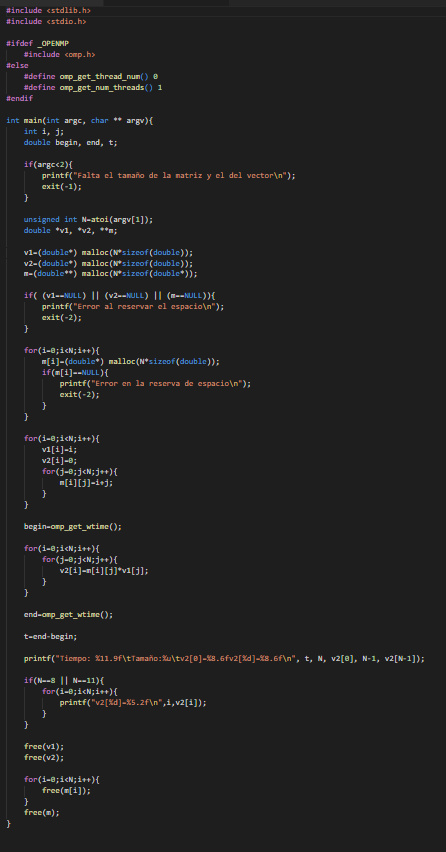 #include <stdlib.h>
#include <stdio.h>
#ifdef _OPENMP
#include <omp.h>
#else
#define omp_get_thread_num() 0
#define omp_get_num_threads() 1
#endif
int main(int argc, char ** argv){
int i, j;
double begin, end, t;
if(argc<2){
printf("Falta el tamaño de la matriz y el del vector\n");
exit(-1);
}
unsigned int N=atoi(argv[1]);
double *v1, *v2, **m;
v1=(double*) malloc(N*sizeof(double));
v2=(double*) malloc(N*sizeof(double));
m=(double**) malloc(N*sizeof(double*));
if( (v1==NULL) || (v2==NULL) || (m==NULL)){
printf("Error al reservar el espacio\n");
exit(-2);
}
for(i=0;i<N;i++){
m[i]=(double*) malloc(N*sizeof(double));
if(m[i]==NULL){
printf("Error en la reserva de espacio\n");
exit(-2);
}
}
for(i=0;i<N;i++){
v1[i]=i;
v2[i]=0;
for(j=0;j<N;j++){
m[i][j]=i+j;
}
}
begin=omp_get_wtime();
for(i=0;i<N;i++){
for(j=0;j<N;j++){
v2[i]=m[i][j]*v1[j];
}
}
end=omp_get_wtime();
t=end-begin;
printf("Tiempo: %11.9f\tTamaño:%u\tv2[0]=%8.6fv2[%d]=%8.6f\n", t, N, v2[0], N-1, v2[N-1]);
if(N==8 || N==11){
for(i=0;i<N;i++){
printf("v2[%d]=%5.2f\n",i,v2[i]);
}
}
free(v1);
free(v2);
for(i=0;i<N;i++){
free(m[i]);
}
free(m);
}